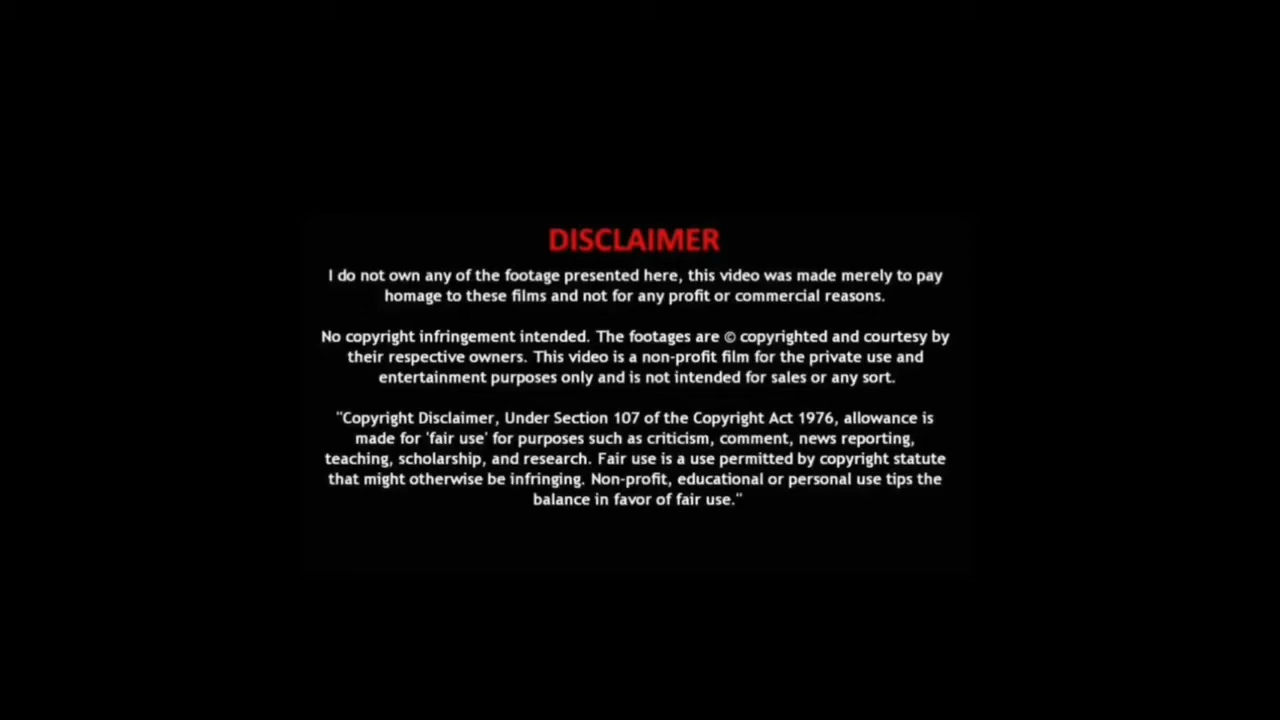 DISCLAIMER
I do not own any of the footage presented here, this video was made merely to pay
homage to these films and not for any profit or commercial reasons.
No copyright infringement intended. The footages are © copyrighted and courtesy by
their respective owners. This video is a non-profit film for the private use and
entertainment purposes only and is not intended for sales or any sort.
"Copyright Disclaimer, Under Section 107 of the Copyright Act 1976, allowance is
made for 'fair use' for purposes such as criticism, comment, news reporting,
teaching, scholarship, and research. Fair use is a use permitted by copyright statute
that might otherwise be infringing. Non-profit, educational or personal use tips the
balance in favor of fair use."